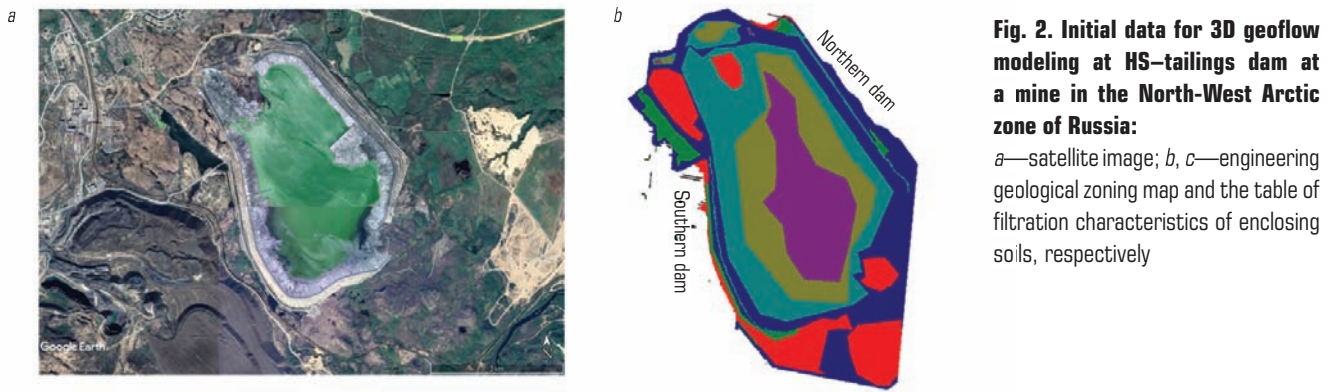 a
b
Google Earth
Northern dam
Southern dam
Fig. 2. Initial data for 3D geoflow
modeling at HS–tailings dam at
a mine in the North-West Arctic
zone of Russia:
a—satellite image; b, c—engineering
geological zoning map and the table of
filtration characteristics of enclosing
soils, respectively